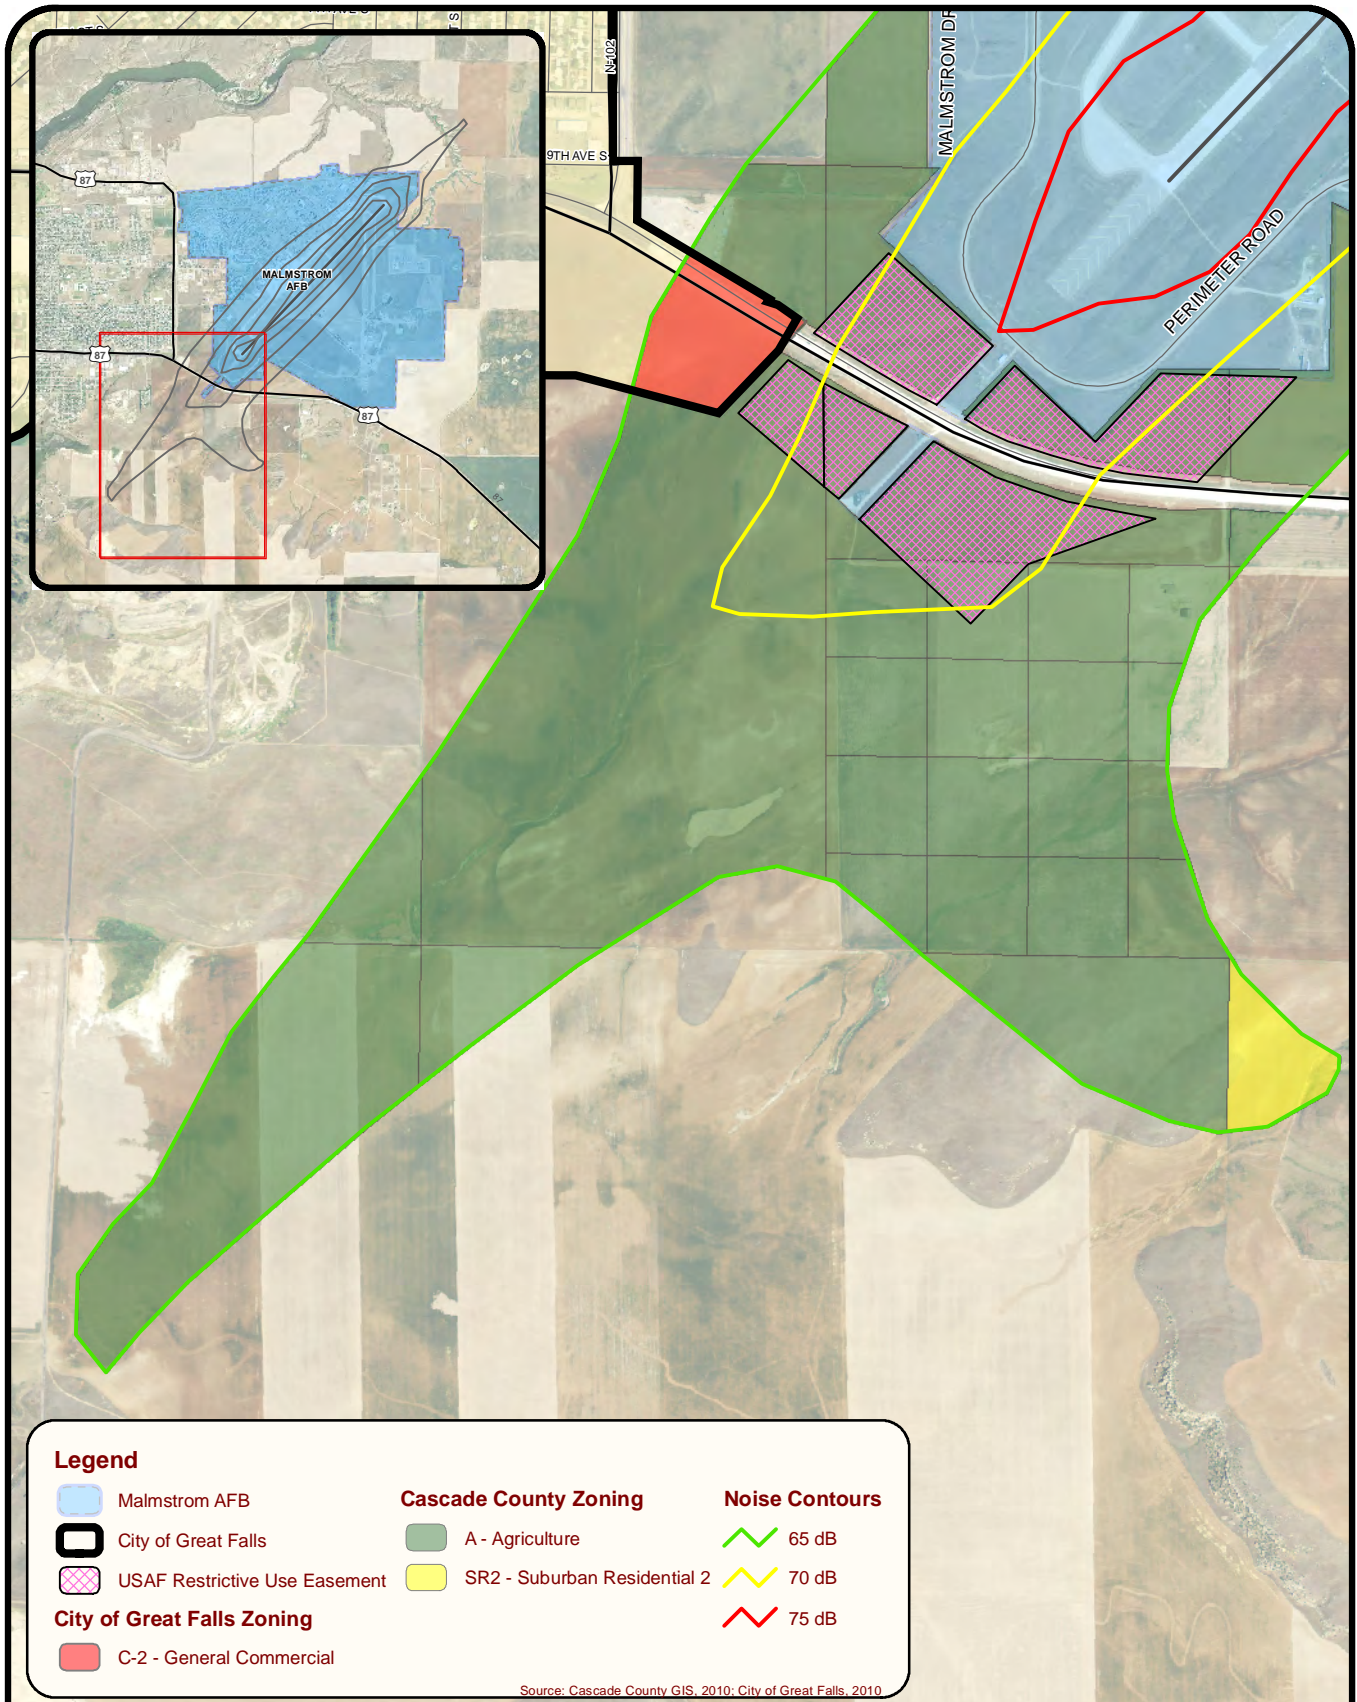 N-102
MALMSTROM DR
9TH AVE S
87
MALMSTROM
AFB
87
87
87
PERIMETER ROAD
Legend
Malmstrom AFB
City of Great Falls
USAF Restrictive Use Easement
City of Great Falls Zoning
C-2 - General Commercial
Cascade County Zoning
A - Agriculture
SR2 - Suburban Residential 2
Noise Contours
65 dB
70 dB
75 dB
Source: Cascade County GIS, 2010; City of Great Falls, 2010